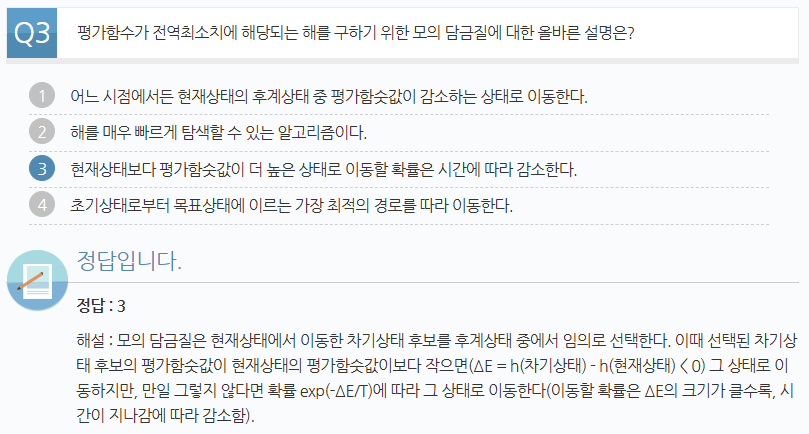 Q3 평가함수가 전역최소치에 해당되는 해를 구하기 위한 모의 담금질에 대한 올바른 설명은?
1 어느 시점에서든 현재상태의 후계상태 중 평가함숫값이 감소하는 상태로 이동한다.
2 해를 매우 빠르게 탐색할 수 있는 알고리즘이다.
3 현재상태보다 평가함숫값이 더 높은 상태로 이동할 확률은 시간에 따라 감소한다.
4 초기상태로부터 목표상태에 이르는 가장 최적의 경로를 따라 이동한다.
정답입니다.
정답 : 3
해설 : 모의 담금질은 현재상태에서 이동한 차기상태 후보를 후계상태 중에서 임의로 선택한다. 이때 선택된 차기상
태 후보의 평가함숫값이 현재상태의 평가함숫값이보다 작으면(ΔE = h(차기상태) - h(현재상태) < 0) 그 상태로 이
동하지만, 만일 그렇지 않다면 확률 exp(-ΔE/T)에 따라 그 상태로 이동한다(이동할 확률은 ΔE의 크기가 클수록, 시
간이 지나감에 따라 감소함).